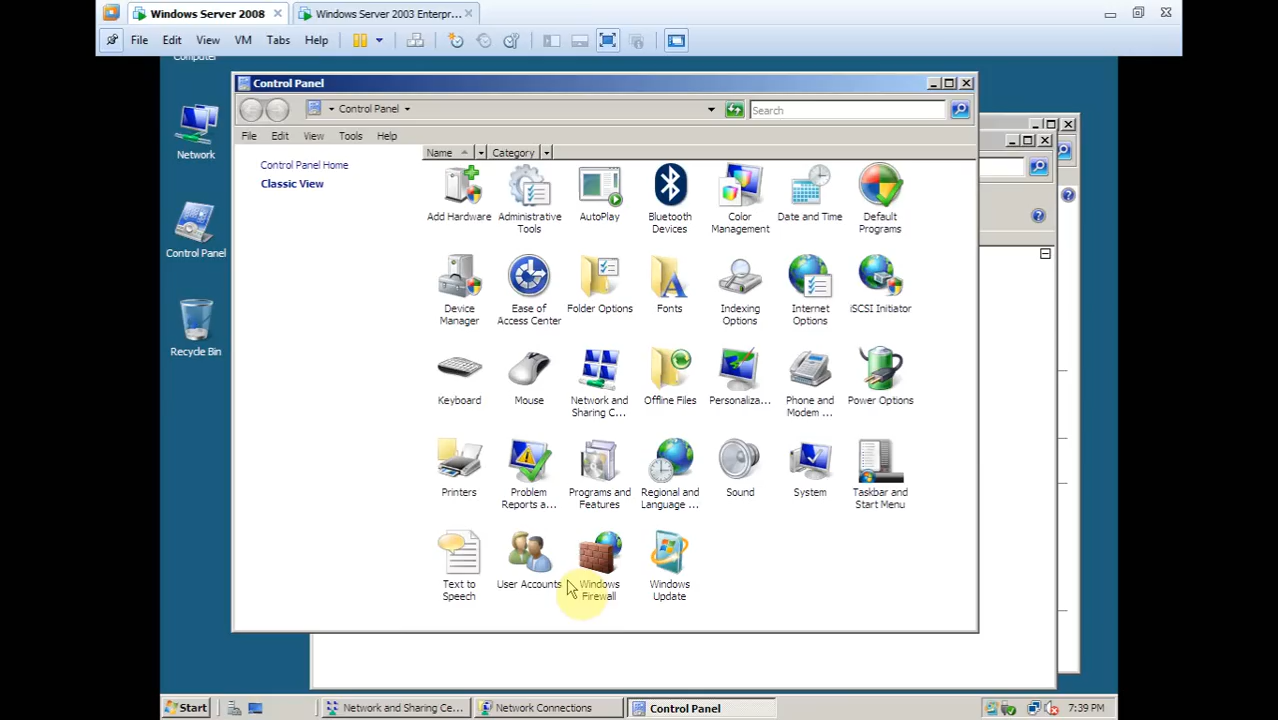 Windows Server 2008
Windows Server 2003 Enterpr...
File Edit View VM Tabs Help
Computer
Control Panel
Control Panel
Search
File Edit View Tools Help
Name Category
Control Panel Home
Classic View
Network
Control Panel
Recycle Bin
Add Hardware
Administrative
Tools
AutoPlay
Bluetooth
Devices
Color
Management
Date and Time
Default
Programs
Device
Manager
Ease of
Access Center
Folder Options
Fonts
Indexing
Options
Internet
Options
iSCSI Initiator
Keyboard
Mouse
Network and
Sharing C...
Offline Files
Personaliza...
Phone and
Modem ...
Power Options
Printers
Problem
Reports a...
Programs and
Features
Regional and
Language ...
Sound
System
Taskbar and
Start Menu
Text to
Speech
User Accounts
Windows
Firewall
Windows
Update
Start
Network and Sharing Ce...
Network Connections
Control Panel
7:39 PM